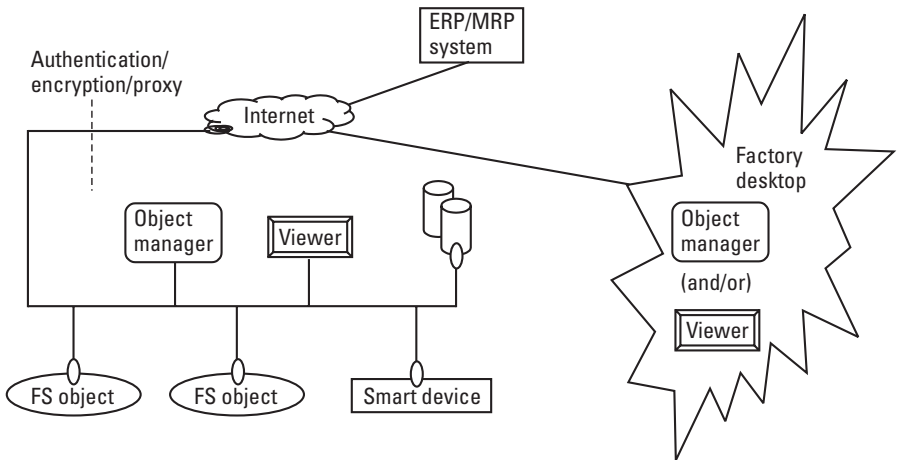 ERP/MRP
system
Authentication/
encryption/proxy
Internet
Factory
desktop
Object
manager
Viewer
Object
manager
(and/or)
Viewer
FS object
FS object
Smart device